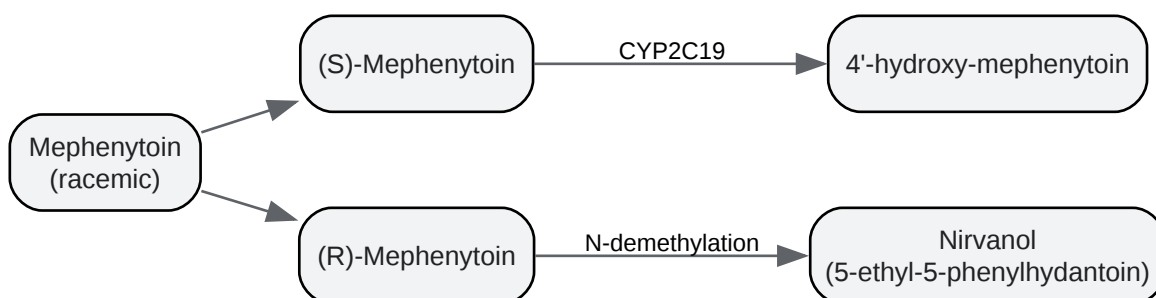 Mephenytoin
(racemic)
(S)-Mephenytoin
CYP2C19
4'-hydroxy-mephenytoin
(R)-Mephenytoin
N-demethylation
Nirvanol
(5-ethyl-5-phenylhydantoin)